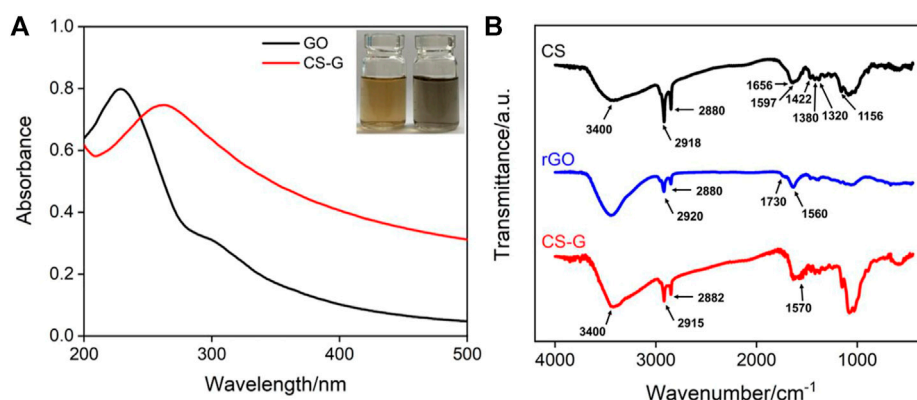 A
Absorbance
1.0
0.8
0.6
0.4
0.2
0.0
GO
CS-G
200
300
400
500
Wavelength/nm
B
Transmittance/a.u.
CS
3400
2918
2880
1656
1597
1422
1380
1320
1156
rGO
2920
2880
1730
1560
CS-G
3400
2915
2882
1570
4000
3000
2000
1000
Wavenumber/cm⁻¹